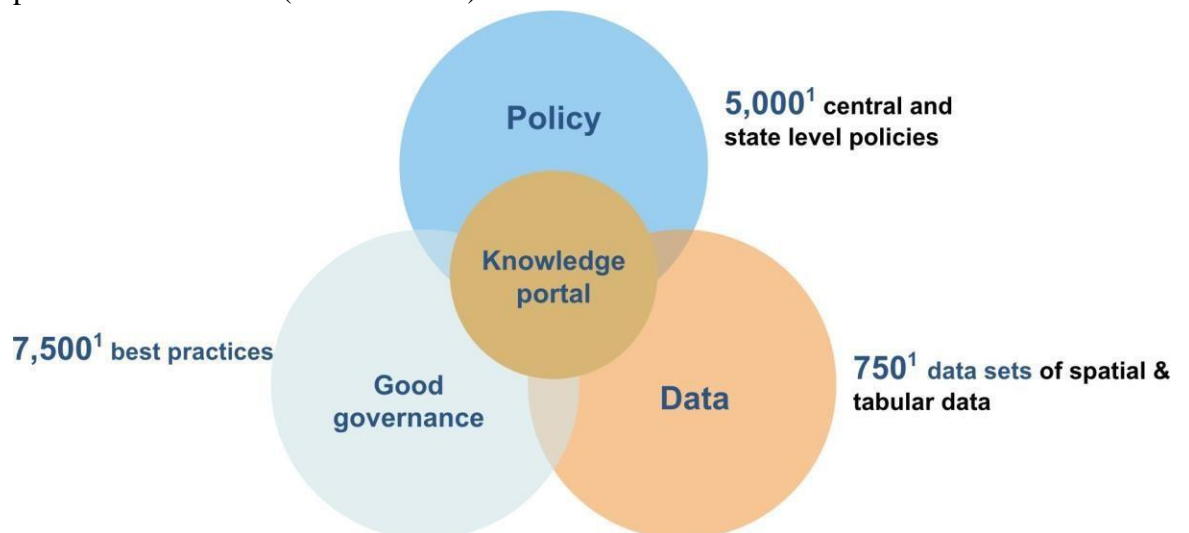 Policy
5,000¹ central and
state level policies
Knowledge
portal
7,500¹ best practices
Good
governance
Data
750¹ data sets of spatial &
tabular data